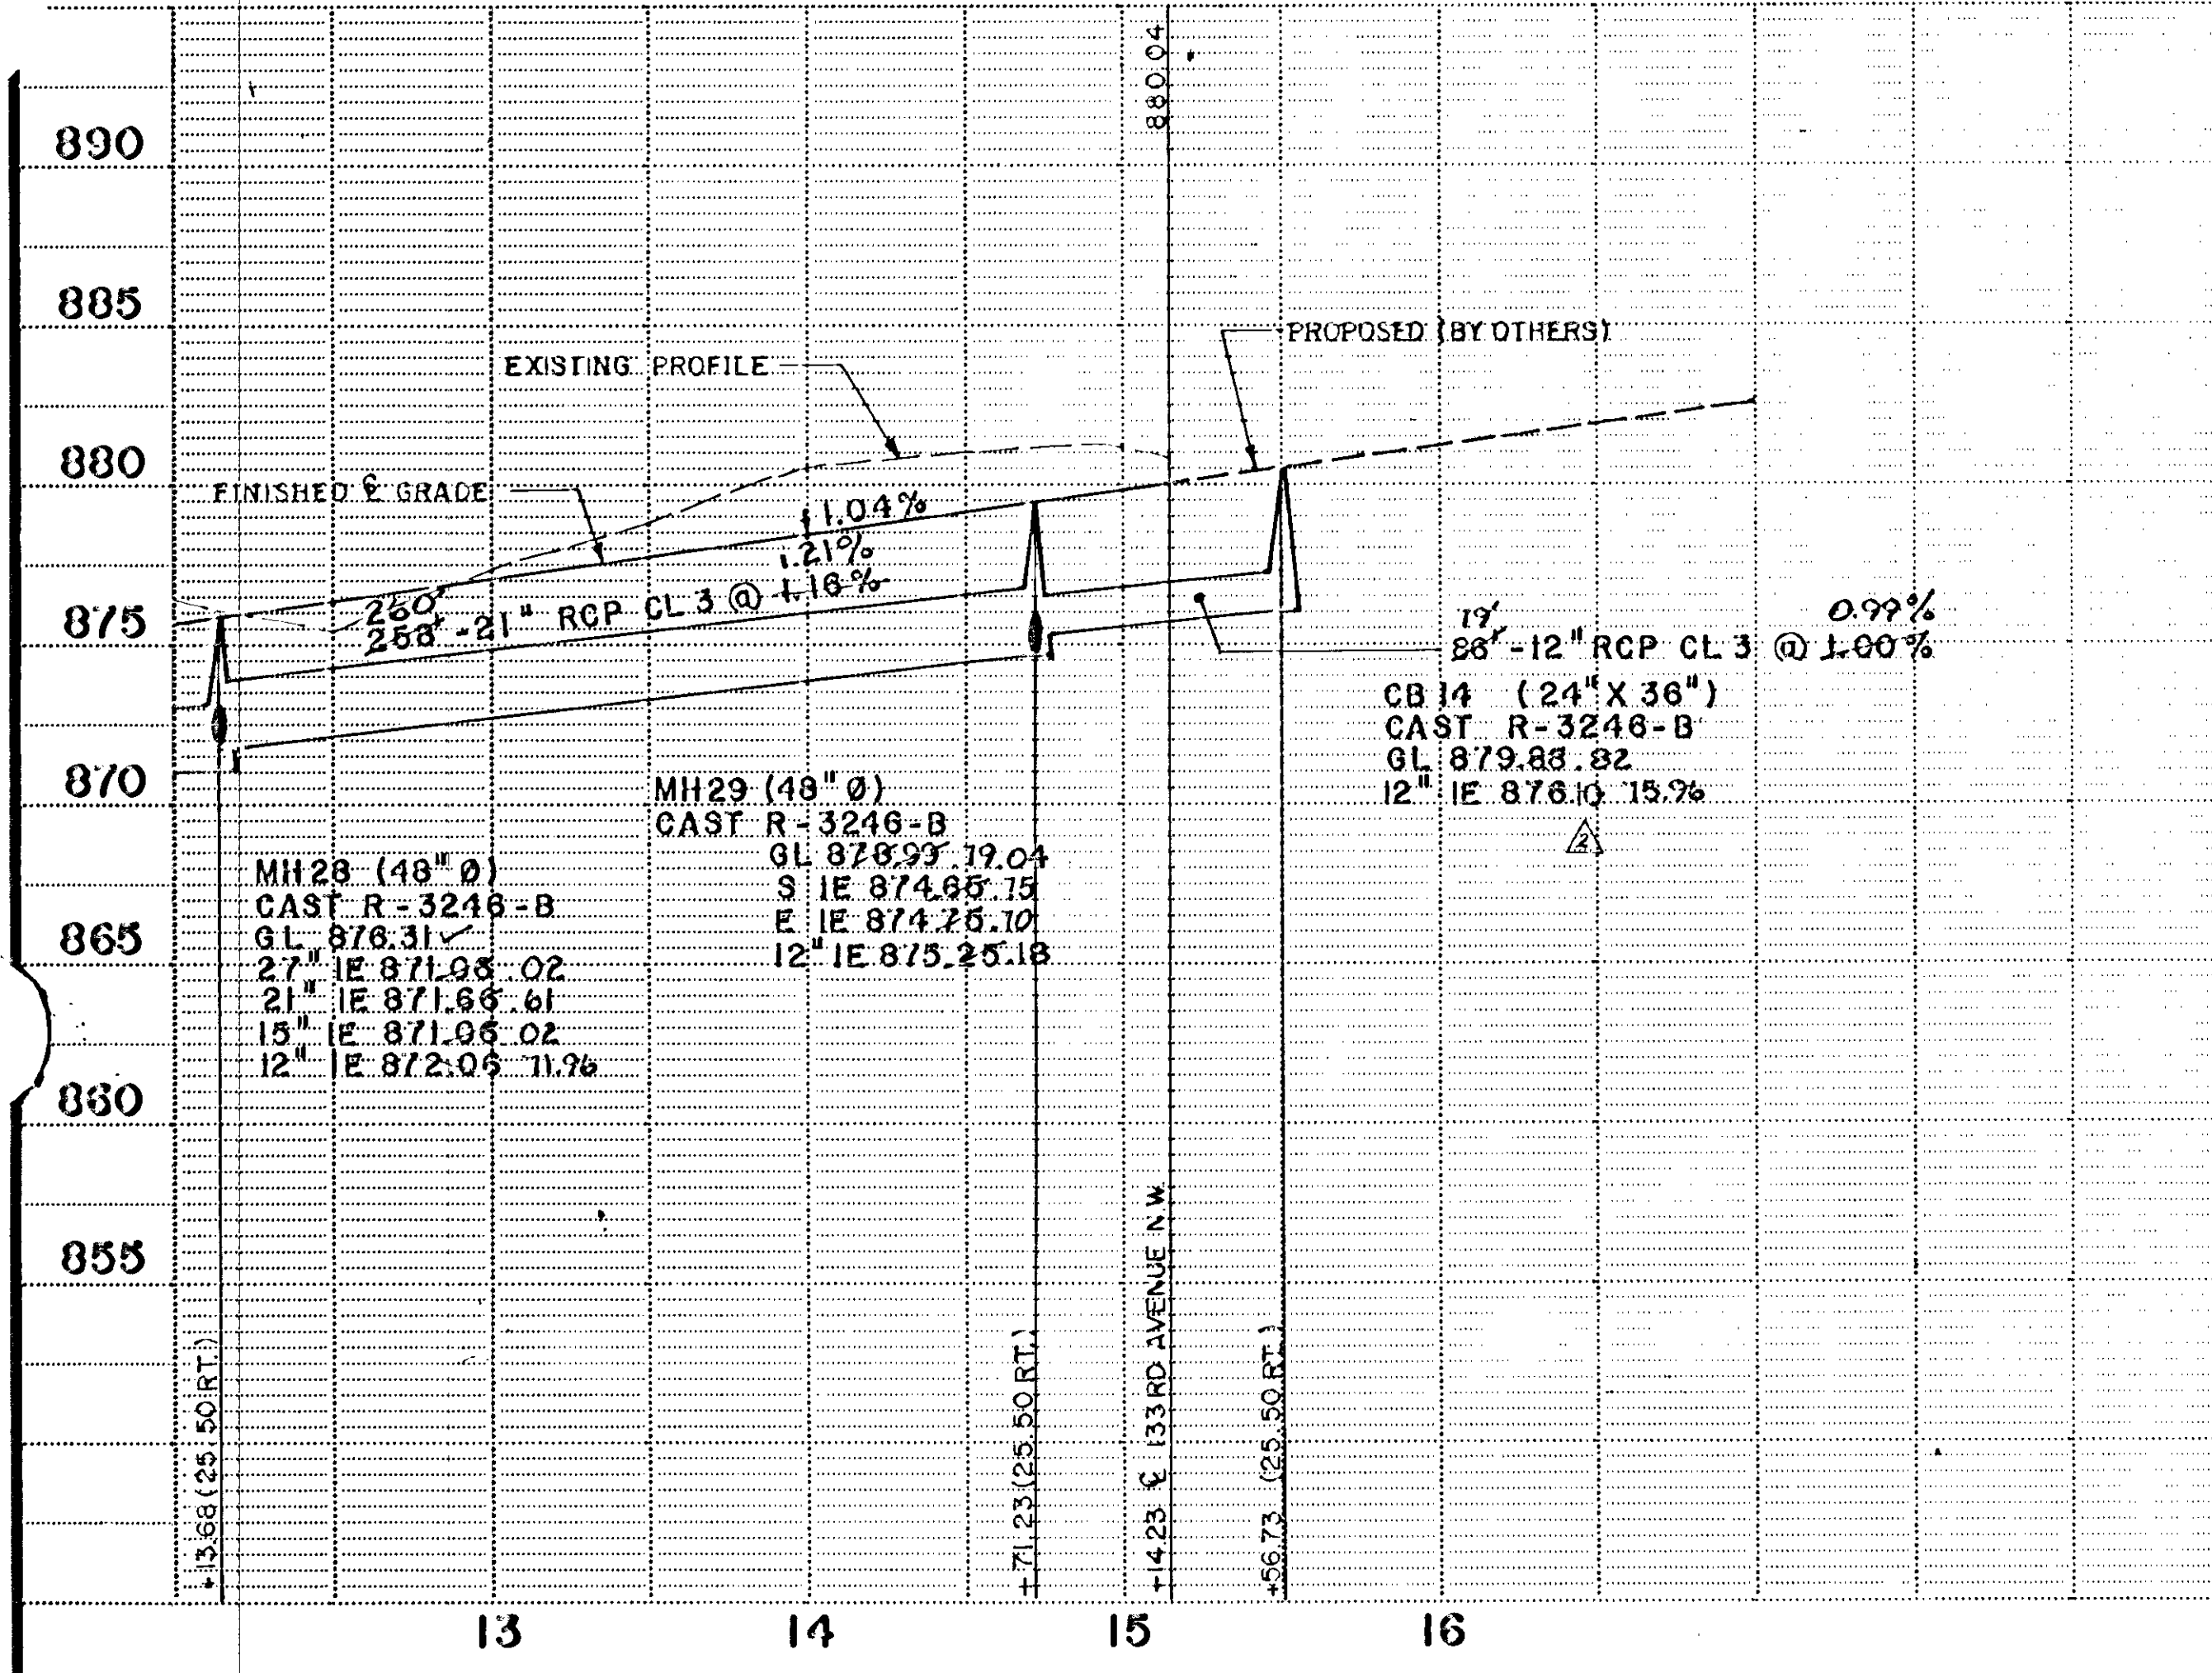 880.04
890
885
PROPOSED (BY OTHERS)
EXISTING PROFILE
880
FINISHED ℄ GRADE
1.04%
1.21%
260'
258' - 21" RCP CL 3 @ 1.16%
875
79'
0.99%
86' - 12" RCP CL 3 @ 1.00%
CB 14 (24" X 36")
CAST R-3246-B
GL 879.88 .82
12" IE 876.10 75.96
2
870
MH29 (48" Ø)
CAST R-3246-B
GL 878.99 79.04
S IE 874.65 .75
E IE 874.75 .70
12" IE 875.25 .18
MH28 (48" Ø)
CAST R-3246-B
GL 876.31 ✓
27" IE 871.06 .02
21" IE 871.66 .61
15" IE 871.06 02
12" IE 872.06 71.96
865
860
855
+13.68 (25.50 RT.)
+71.23 (25.50 RT.)
+14.23 ℄ 133RD AVENUE N.W.
+56.73 (25.50 RT.)
13
14
15
16